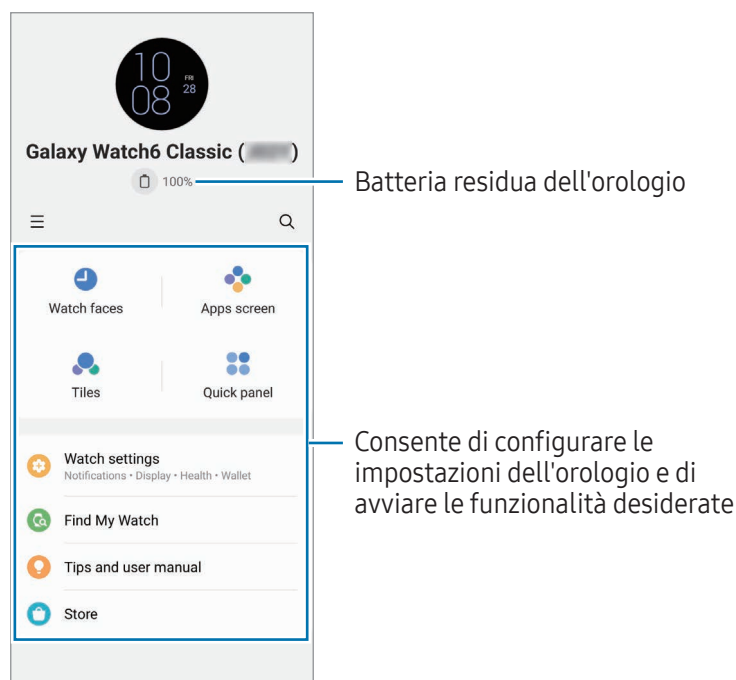 10
08
FRI
28
Galaxy Watch6 Classic ( )
100%
Batteria residua dell'orologio
Watch faces
Apps screen
Tiles
Quick panel
Watch settings
Notifications • Display • Health • Wallet
Find My Watch
Tips and user manual
Store
Consente di configurare le
impostazioni dell'orologio e di
avviare le funzionalità desiderate